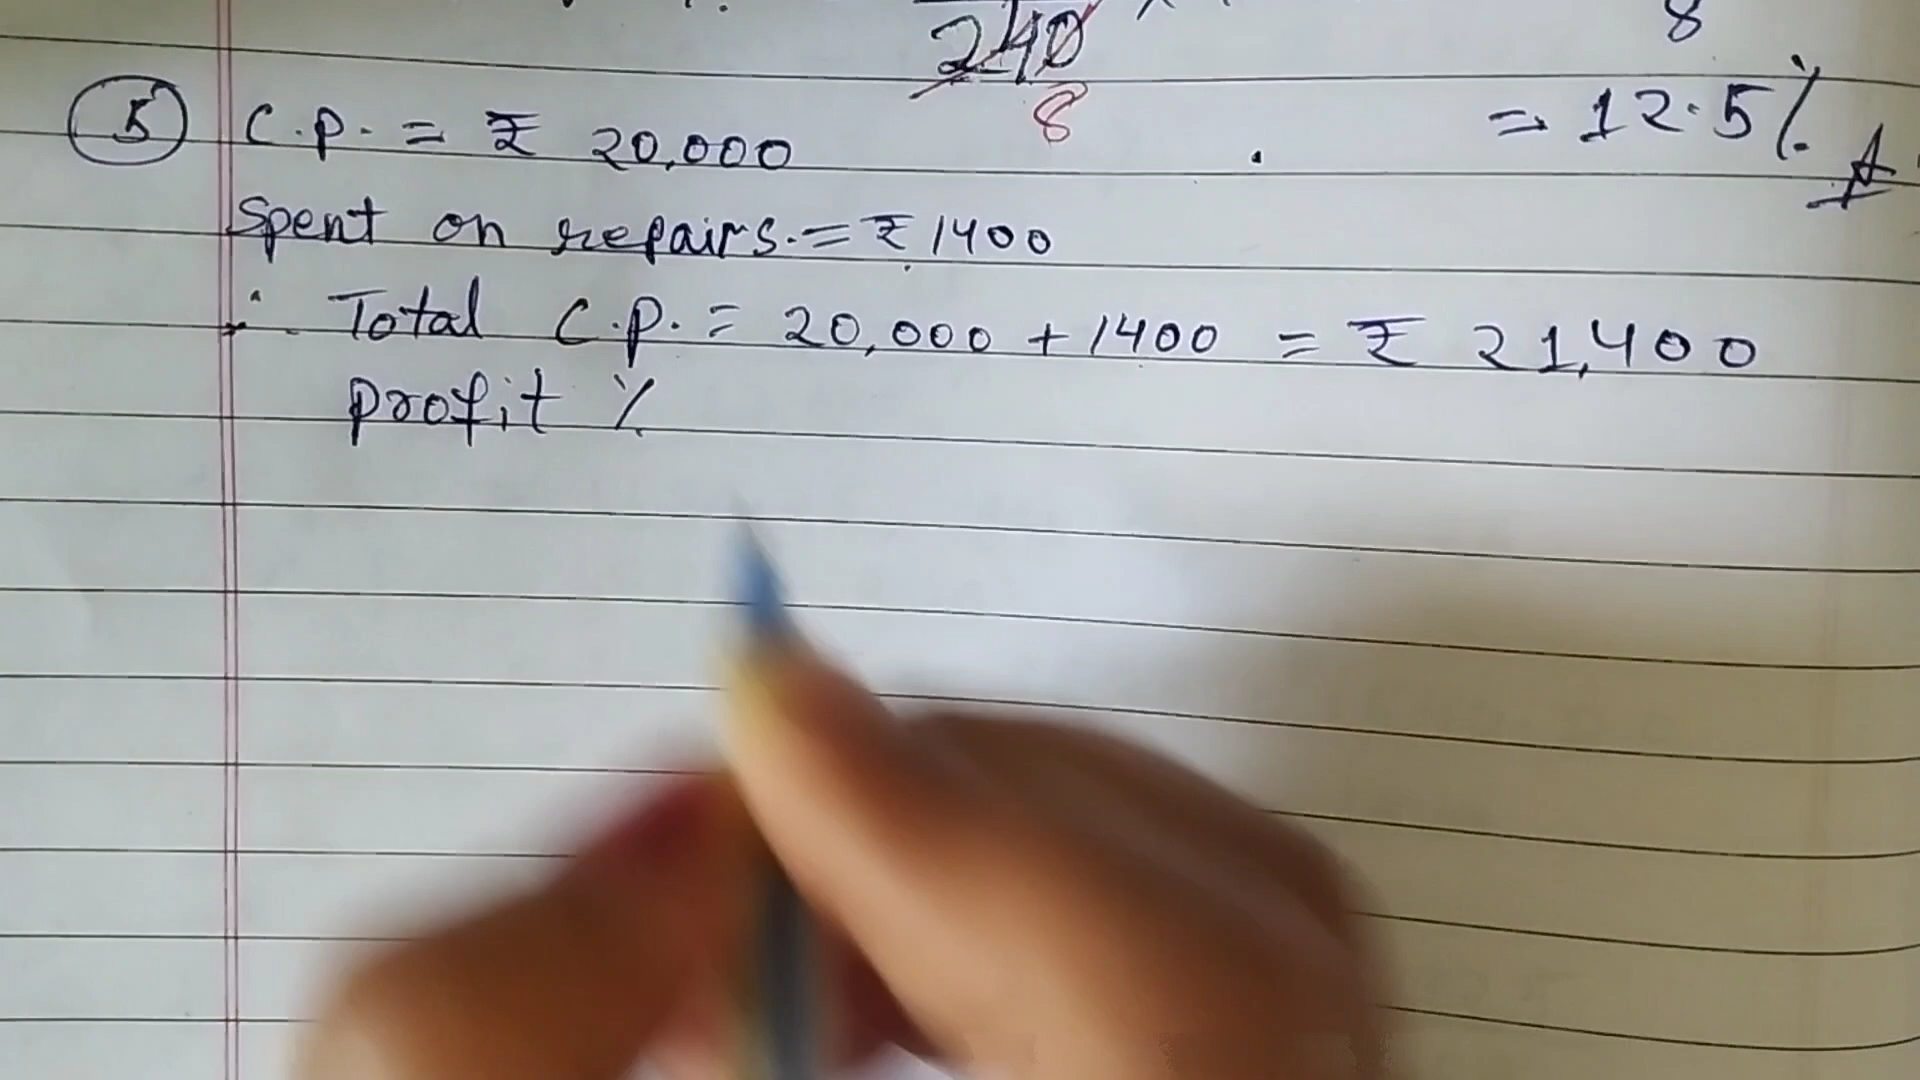 240
8
8
⇒ 12.5%
5 C.P. = ₹ 20,000
Spent on repairs. = ₹ 1400
∴ Total C.P. = 20,000 + 1400 = ₹ 21,400
profit %